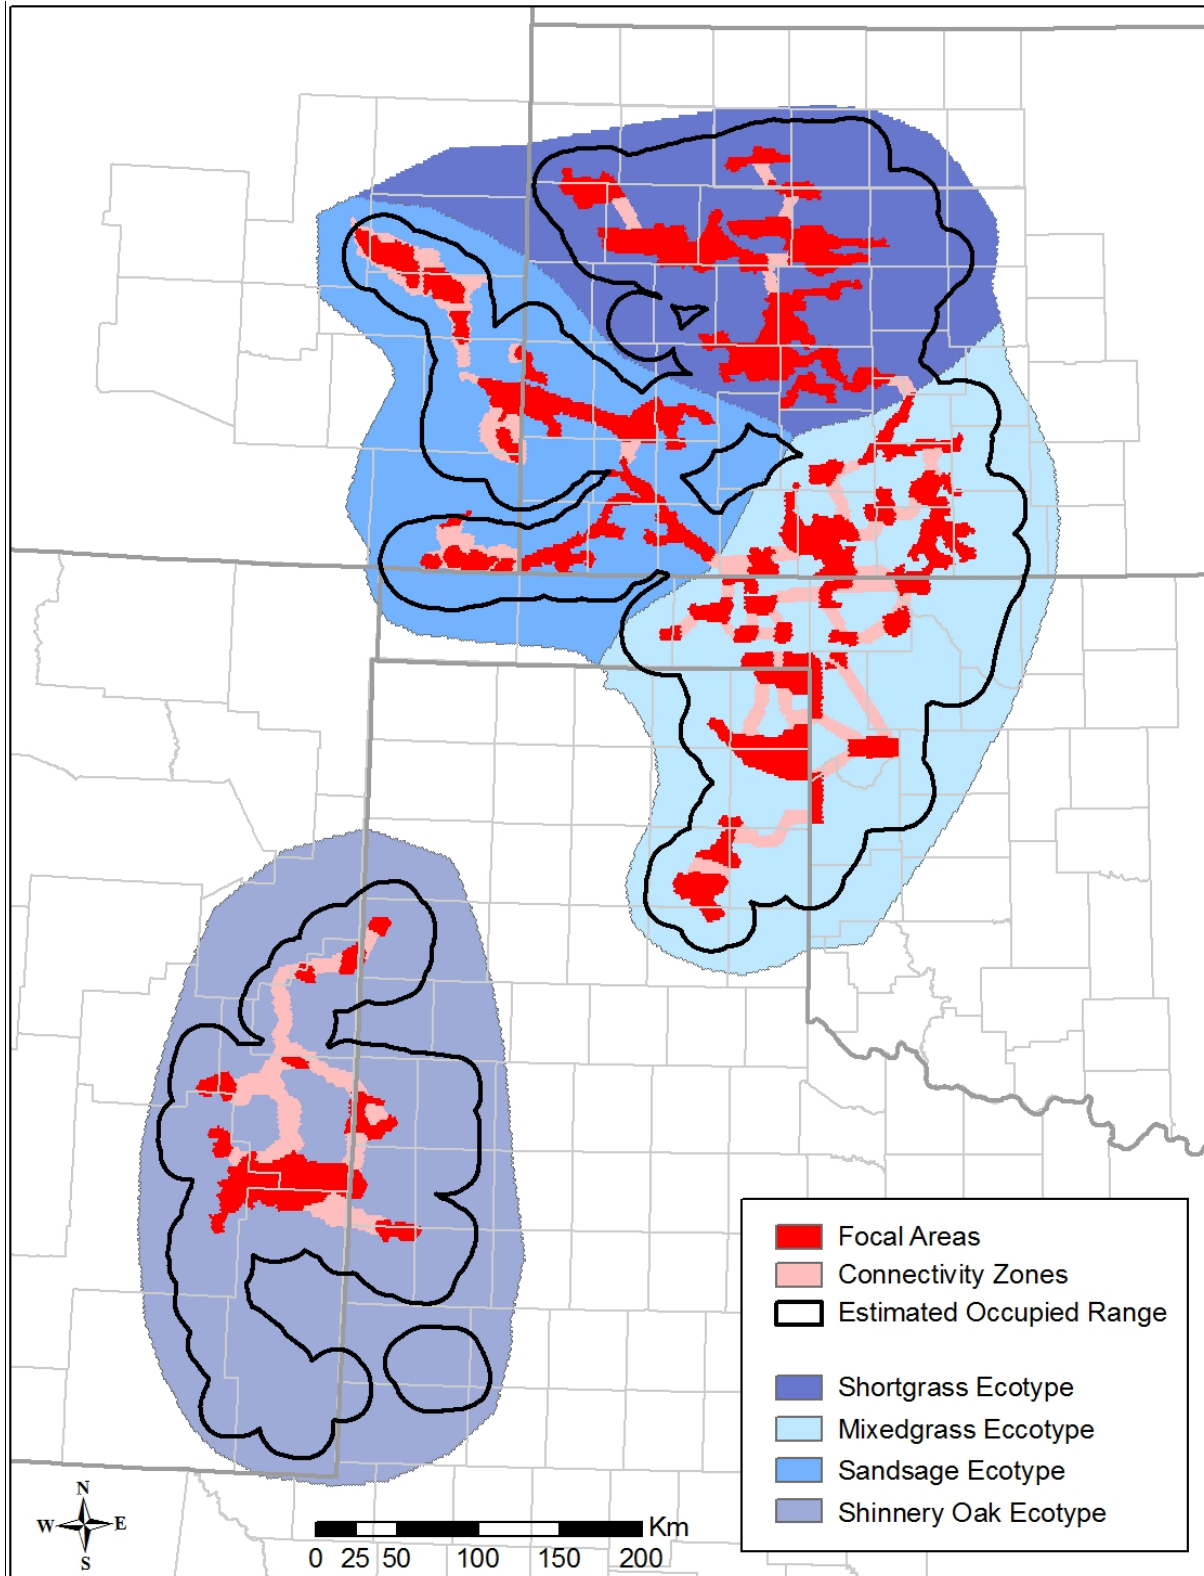 Focal Areas
Connectivity Zones
Estimated Occupied Range
Shortgrass Ecotype
Mixedgrass Eccotype
Sandsage Ecotype
Shinnery Oak Ecotype
N
W E
S
Km
0 25 50 100 150 200